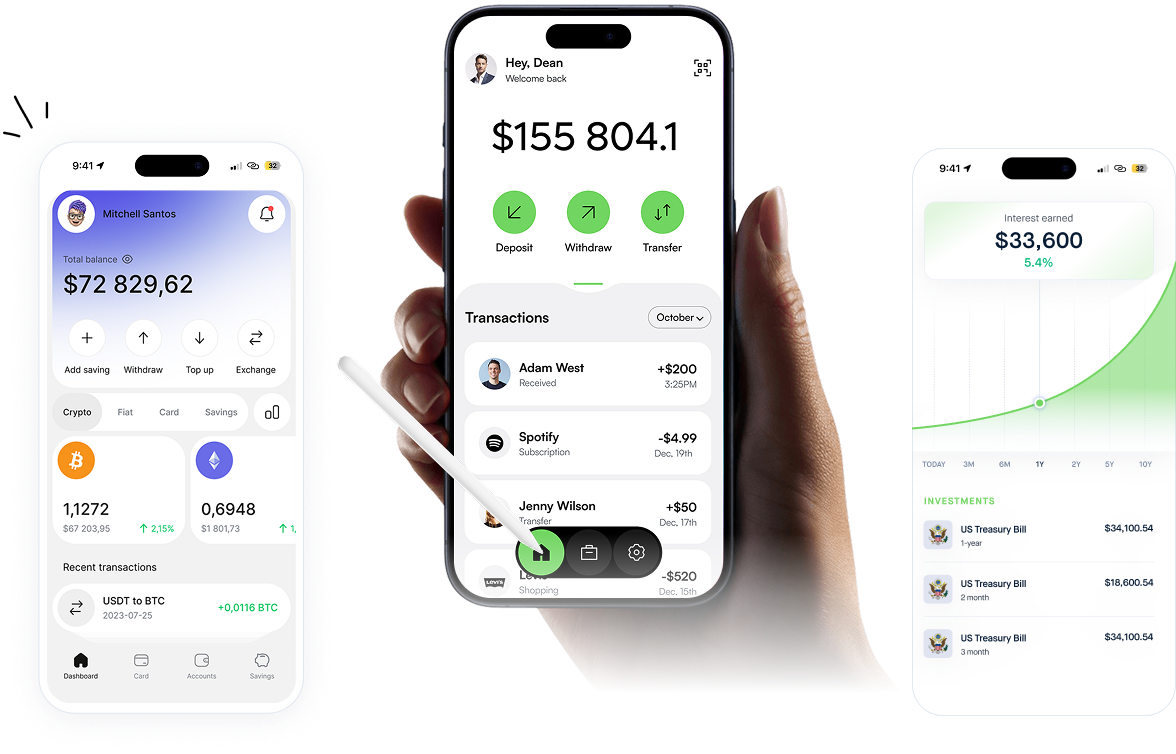 9:41
32
Mitchell Santos
Total balance
$72 829,62
Add saving
Withdraw
Top up
Exchange
Crypto
Fiat
Card
Savings
1,1272
$67 203,95
2,15%
0,6948
$1 801,73
1,
Recent transactions
USDT to BTC
2023-07-25
+0,0116 BTC
Dashboard
Card
Accounts
Savings
Hey, Dean
Welcome back
$155 804.1
Deposit
Withdraw
Transfer
Transactions
October
Adam West
Received
+$200
3:25PM
Spotify
Subscription
-$4.99
Dec, 19th
Jenny Wilson
Transfer
+$50
Dec, 17th
LEVI'S
Levi's
Shopping
-$520
Dec, 15th
9:41
32
Interest earned
$33,600
5.4%
TODAY
3M
6M
1Y
2Y
5Y
10Y
INVESTMENTS
US Treasury Bill
1-year
$34,100.54
US Treasury Bill
2 month
$18,600.54
US Treasury Bill
3 month
$34,100.54